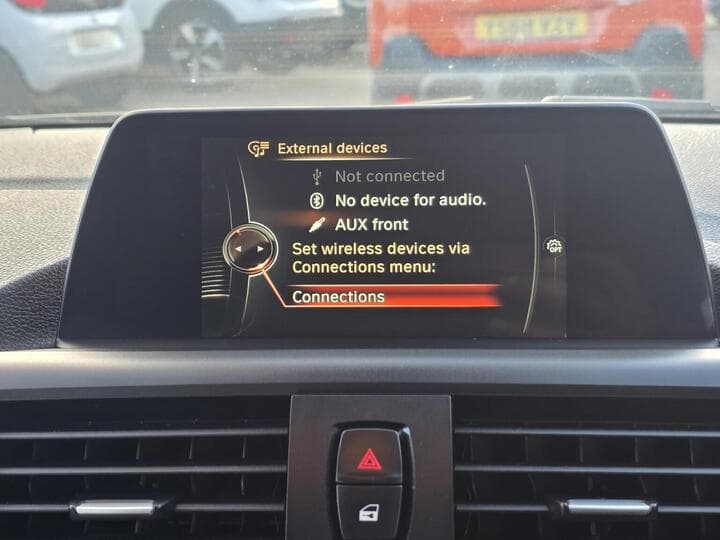 External devices
Not connected
No device for audio.
AUX front
Set wireless devices via
Connections menu:
Connections
OPT